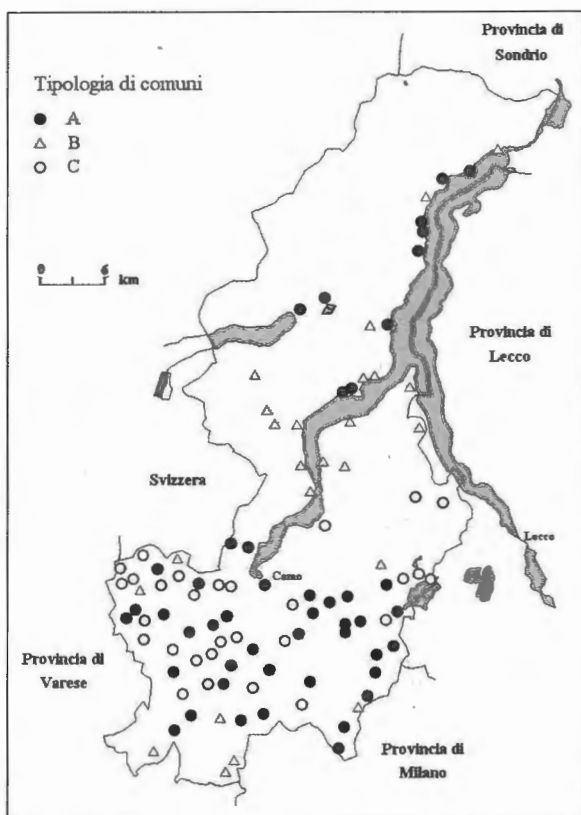 Provincia di
Sondrio
Tipologia di comuni
A
B
C
0 6
km
Provincia di
Lecco
Svizzera
Lecco
Como
Provincia di
Varese
Provincia di
Milano